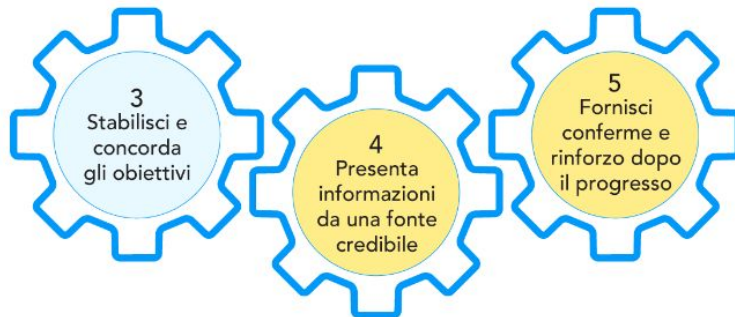 3
Stabilisci e
concorda
gli obiettivi
4
Presenta
informazioni
da una fonte
credibile
5
Fornisci
conferme e
rinforzo dopo
il progresso